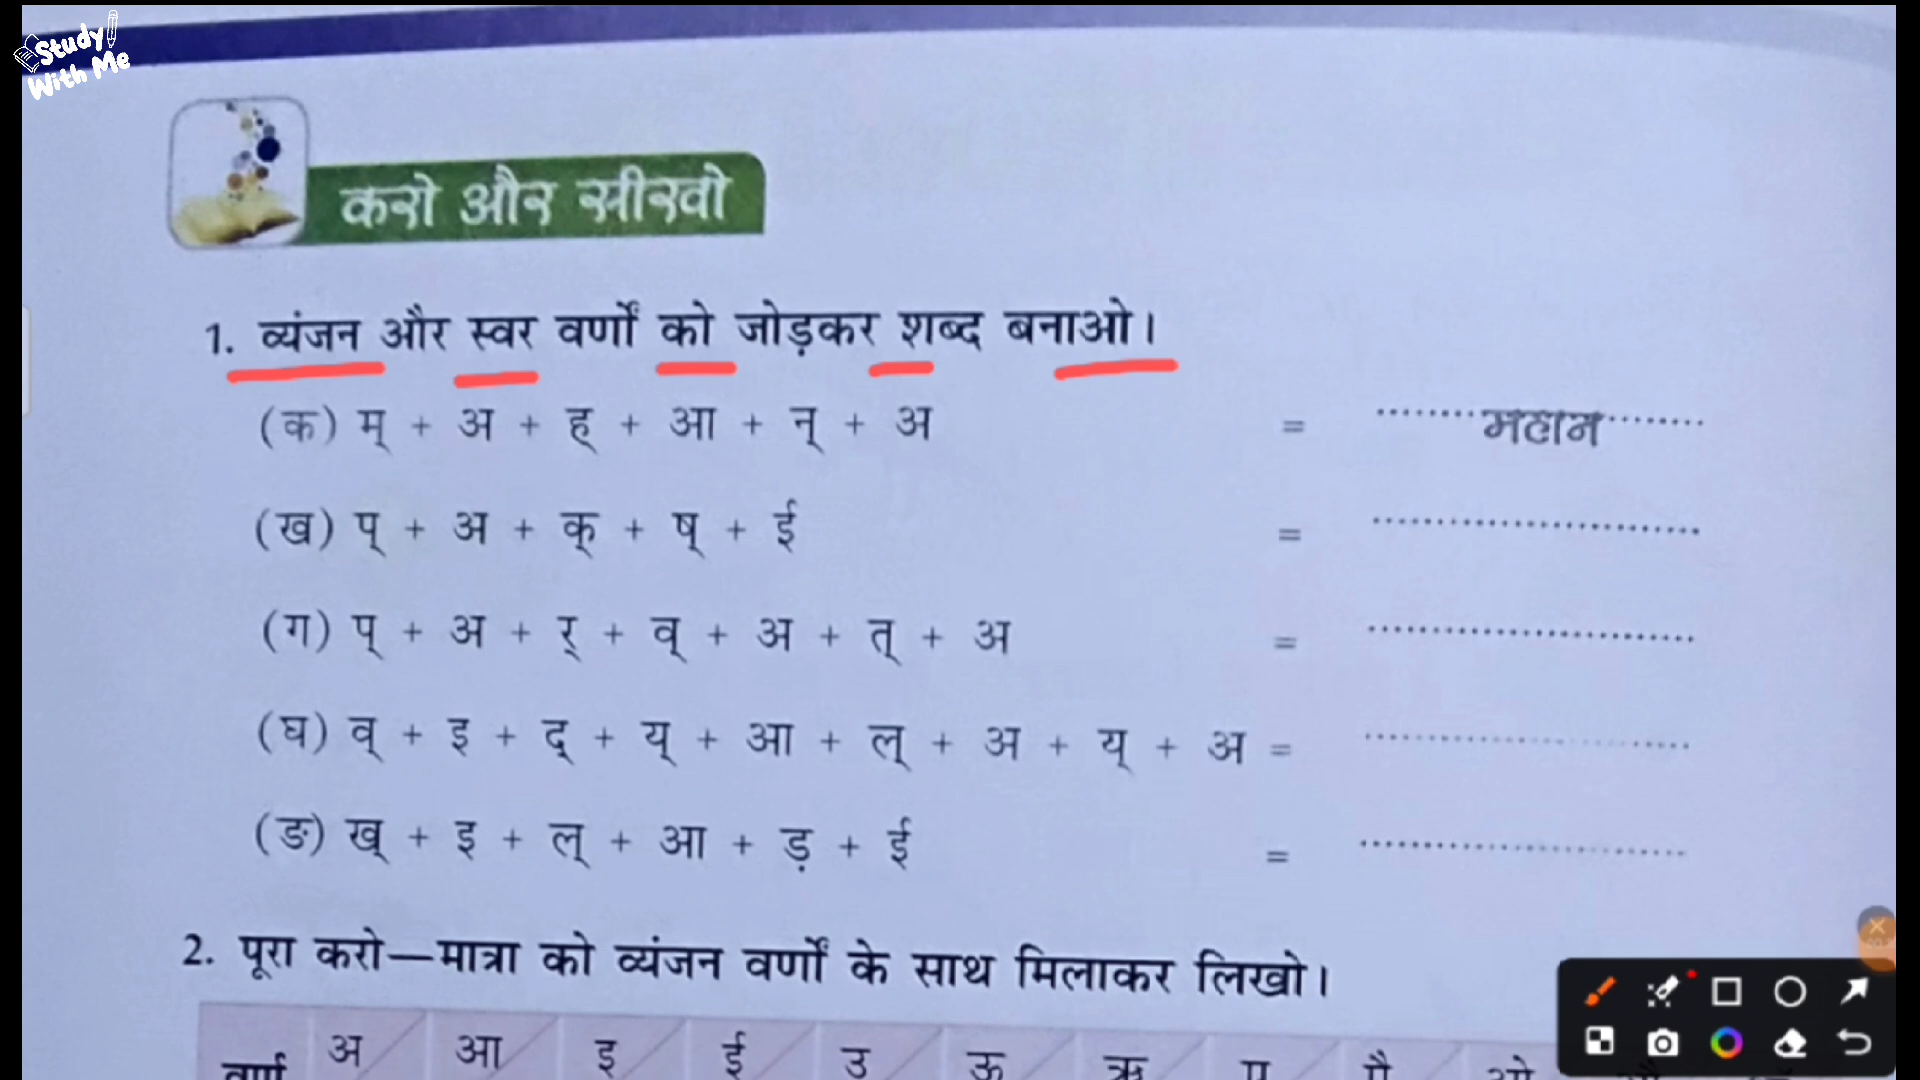 Study
With Me
करो और सीखो
1. व्यंजन और स्वर वर्णों को जोड़कर शब्द बनाओ।
(क) म् + अ + ह् + आ + न् + अ = ........महान........
(ख) प् + अ + क् + ष् + ई = ..........................
(ग) प् + अ + र् + व् + अ + त् + अ = ..........................
(घ) व् + इ + द् + य् + आ + ल् + अ + य् + अ = ..........................
(ङ) ख् + इ + ल् + आ + ड़ + ई = ..........................
2. पूरा करो—मात्रा को व्यंजन वर्णों के साथ मिलाकर लिखो।
वर्ण अ आ इ ई उ ऊ ऋ ए ऐ ओ